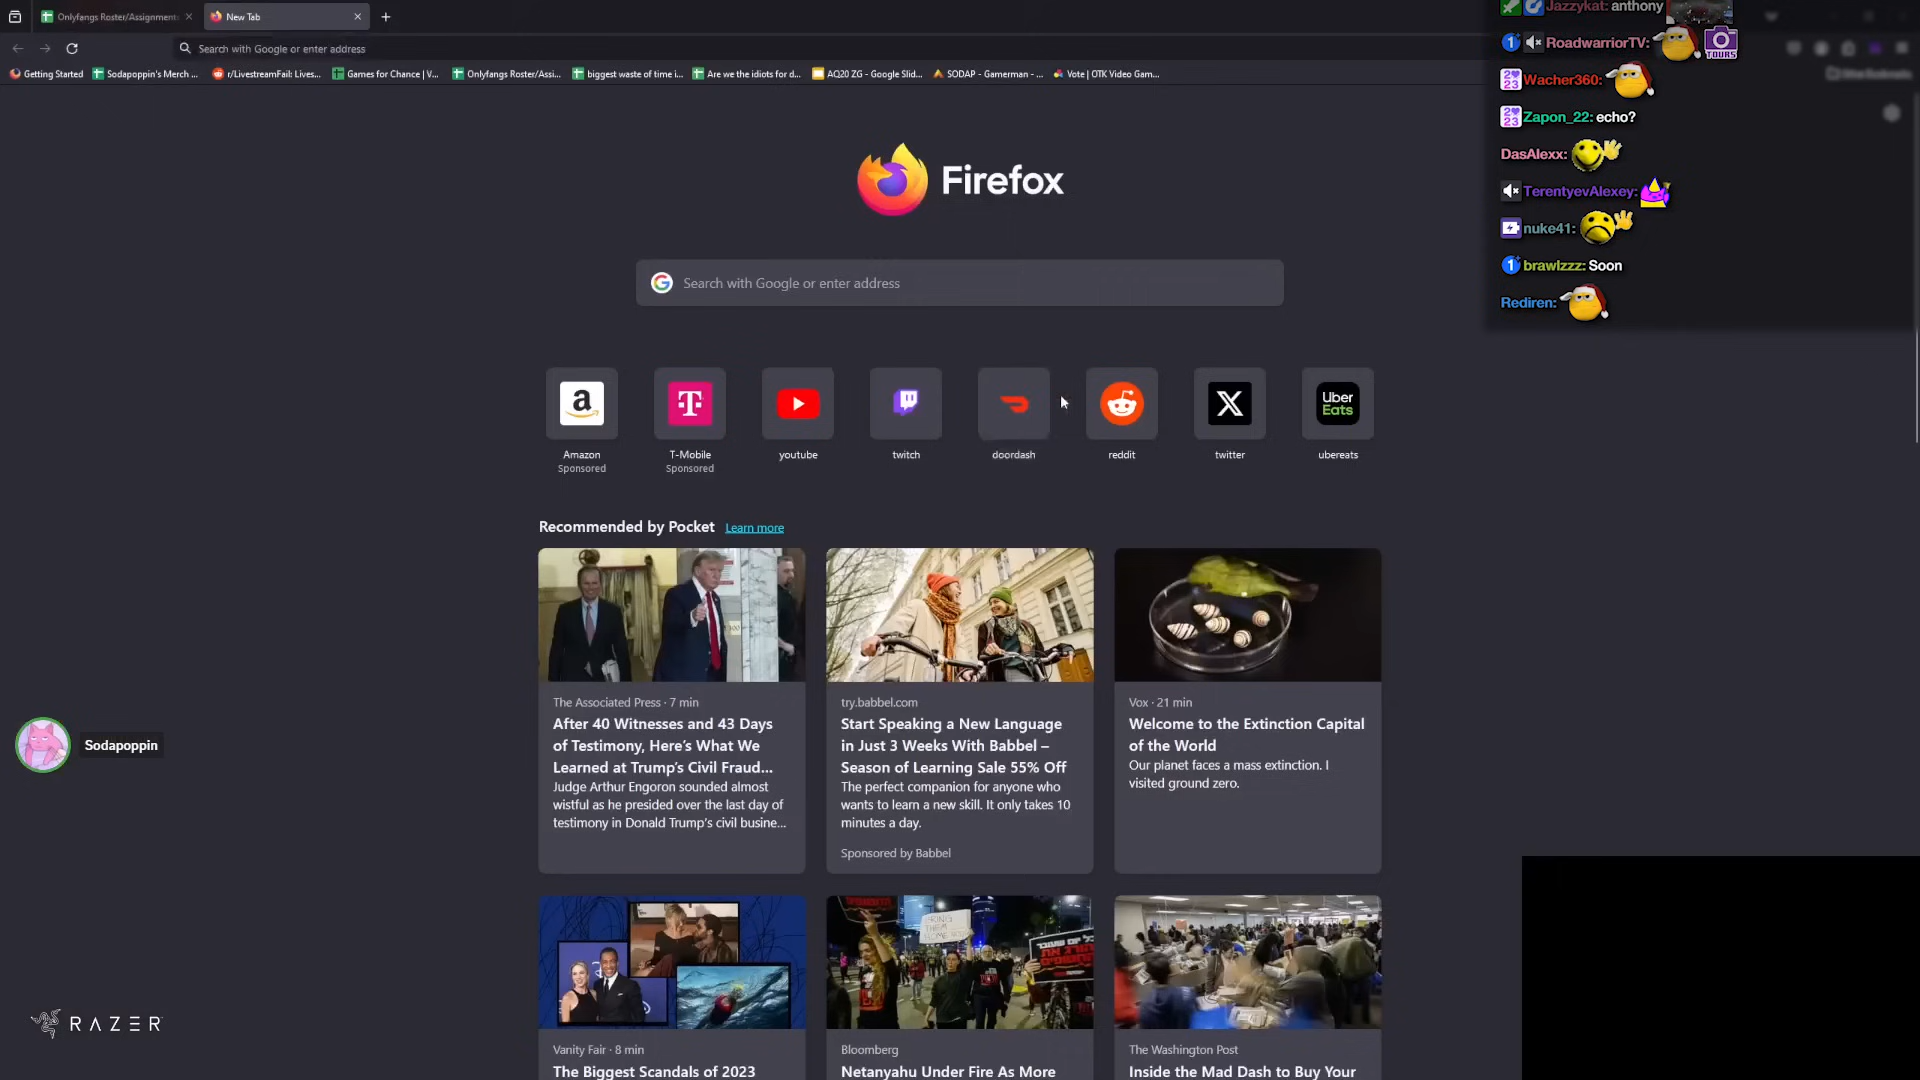 Onlyfangs Roster/Assignment
New Tab
Search with Google or enter address
Getting Started
Sodapoppin's Merch ...
r/LivestreamFail: Lives...
Games for Chance | V...
Onlyfangs Roster/Assi...
biggest waste of time i...
Are we the idiots for d...
AQ20 ZG - Google Slid...
SODAP - Gamerman - ...
Vote | OTK Video Gam...
Jazzykat: anthony
RoadwarriorTV:
TOURS
Wacher360:
Zapon_22: echo?
DasAlexx:
TerentyevAlexey:
nuke41:
brawlzzz: Soon
Rediren:
Firefox
Search with Google or enter address
Amazon
Sponsored
T-Mobile
Sponsored
youtube
twitch
doordash
reddit
twitter
Uber
Eats
ubereats
Recommended by Pocket Learn more
The Associated Press · 7 min
After 40 Witnesses and 43 Days
of Testimony, Here's What We
Learned at Trump's Civil Fraud...
Judge Arthur Engoron sounded almost
wistful as he presided over the last day of
testimony in Donald Trump's civil busine...
try.babbel.com
Start Speaking a New Language
in Just 3 Weeks With Babbel –
Season of Learning Sale 55% Off
The perfect companion for anyone who
wants to learn a new skill. It only takes 10
minutes a day.
Sponsored by Babbel
Vox · 21 min
Welcome to the Extinction Capital
of the World
Our planet faces a mass extinction. I
visited ground zero.
Sodapoppin
RAZER
BRING
THEM
HOME
Vanity Fair · 8 min
The Biggest Scandals of 2023
Bloomberg
Netanyahu Under Fire As More
The Washington Post
Inside the Mad Dash to Buy Your